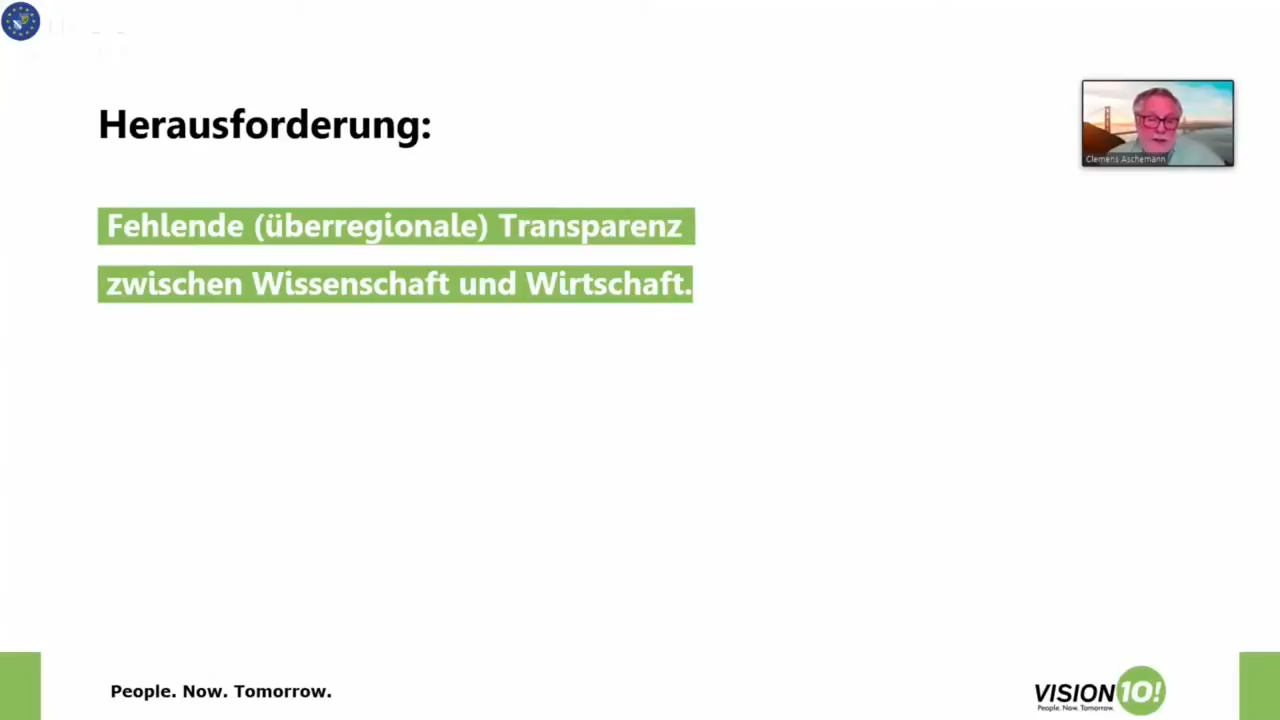 Herausforderung:
Clemens Aschemann
Fehlende (überregionale) Transparenz
zwischen Wissenschaft und Wirtschaft.
People. Now. Tomorrow.
VISION 10!
People. Now. Tomorrow.